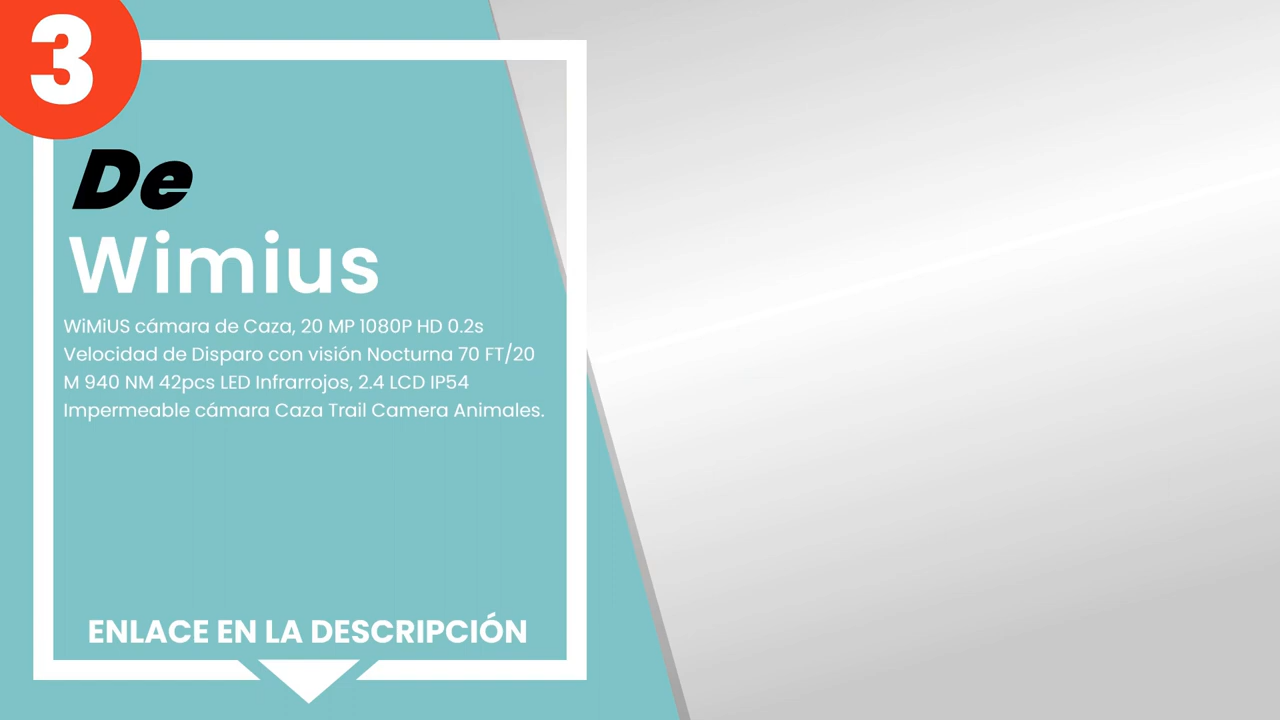 3
De
Wimius
WiMiUS cámara de Caza, 20 MP 1080P HD 0.2s
Velocidad de Disparo con visión Nocturna 70 FT/20
M 940 NM 42pcs LED Infrarrojos, 2.4 LCD IP54
Impermeable cámara Caza Trail Camera Animales.
ENLACE EN LA DESCRIPCIÓN